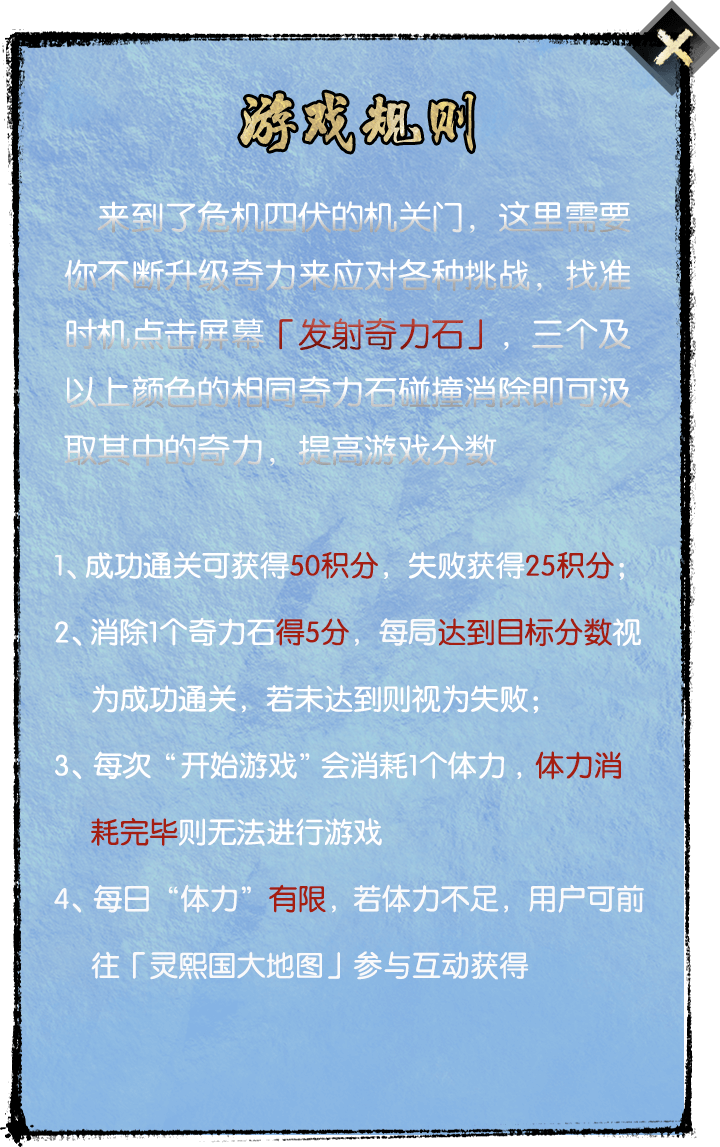 游戏规则
来到了危机四伏的机关门，这里需要
你不断升级奇力来应对各种挑战，找准
时机点击屏幕「发射奇力石」，三个及
以上颜色的相同奇力石碰撞消除即可汲
取其中的奇力，提高游戏分数
1、成功通关可获得50积分，失败获得25积分；
2、消除1个奇力石得5分，每局达到目标分数视
为成功通关，若未达到则视为失败；
3、每次“开始游戏”会消耗1个体力，体力消
耗完毕则无法进行游戏
4、每日“体力”有限，若体力不足，用户可前
往「灵熙国大地图」参与互动获得